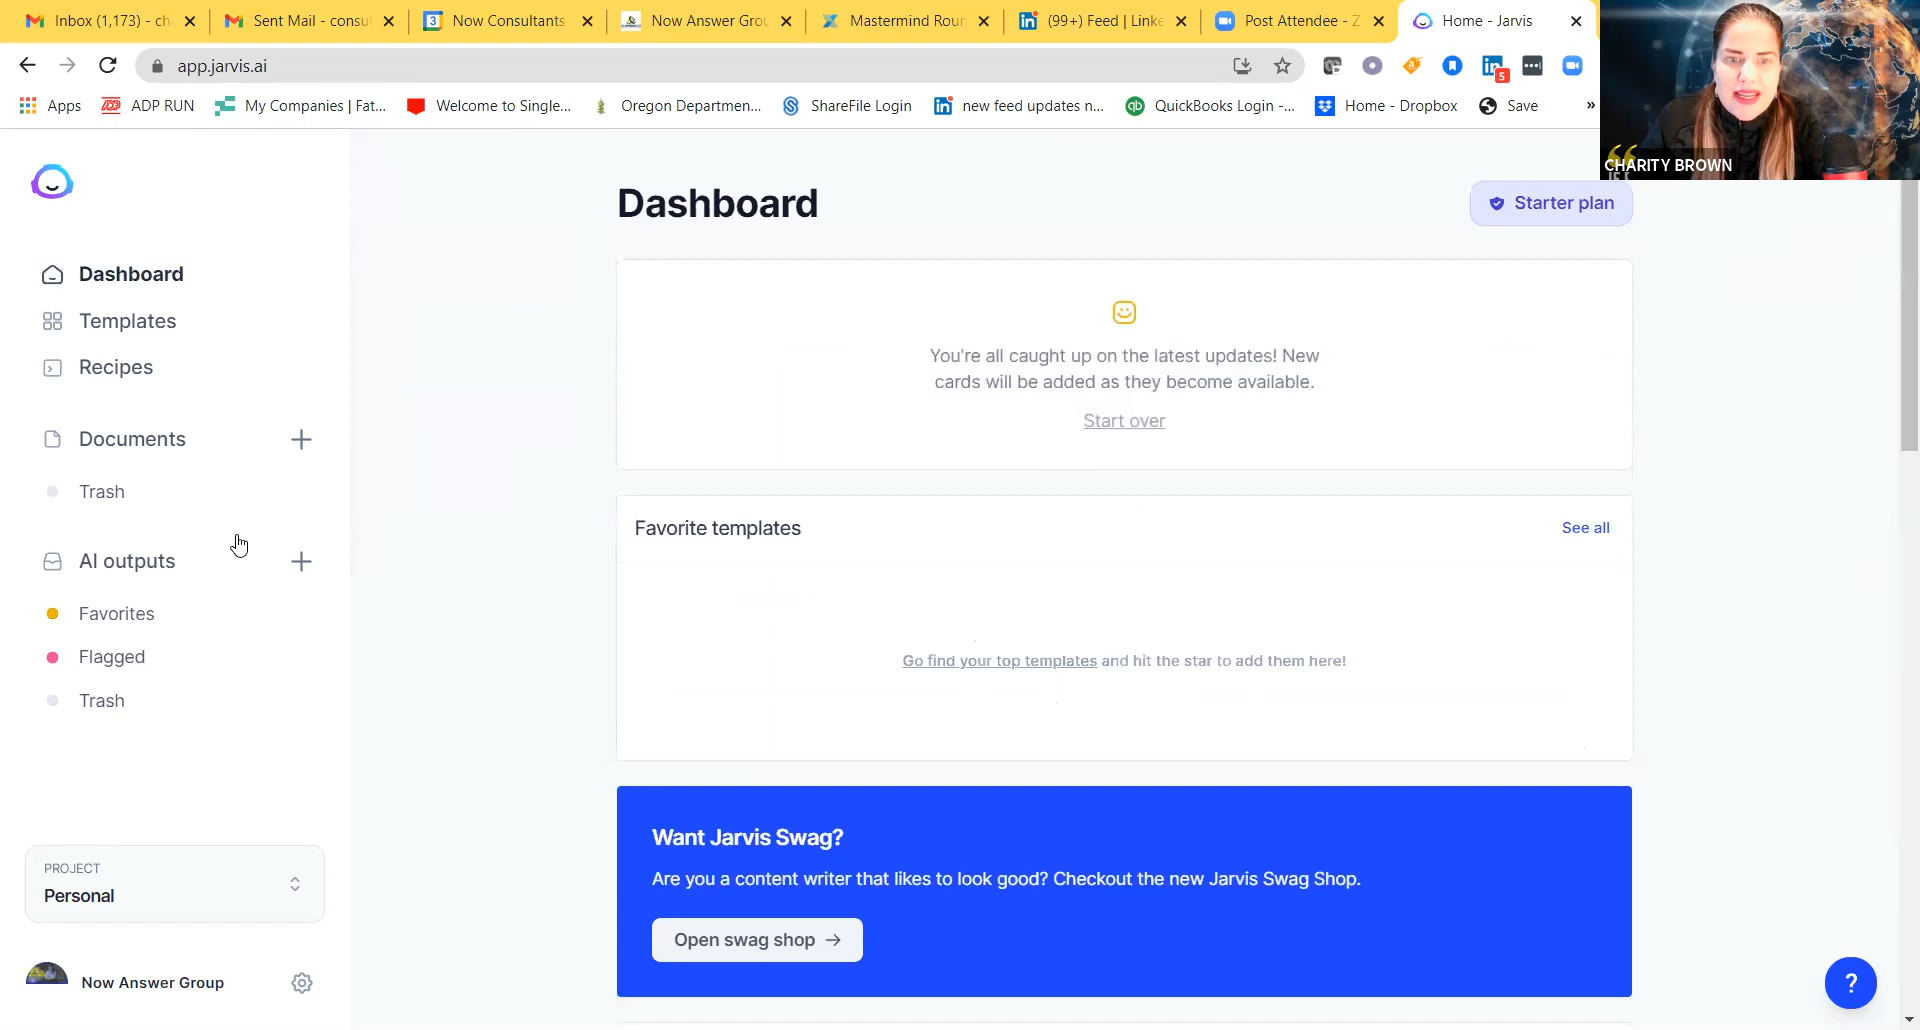 Inbox (1,173) - ch
Sent Mail - consul
Now Consultants
Now Answer Grou
Mastermind Roun
(99+) Feed | Linke
Post Attendee - Z
Home - Jarvis
app.jarvis.ai
5
Apps
ADP RUN
My Companies | Fat...
Welcome to Single...
Oregon Departmen...
ShareFile Login
new feed updates n...
QuickBooks Login -...
Home - Dropbox
Save
»
CHARITY BROWN
Dashboard
Starter plan
Dashboard
Templates
Recipes
Documents
Trash
AI outputs
Favorites
Flagged
Trash
You're all caught up on the latest updates! New
cards will be added as they become available.
Start over
Favorite templates
See all
Go find your top templates and hit the star to add them here!
Want Jarvis Swag?
Are you a content writer that likes to look good? Checkout the new Jarvis Swag Shop.
Open swag shop →
PROJECT
Personal
Now Answer Group
?